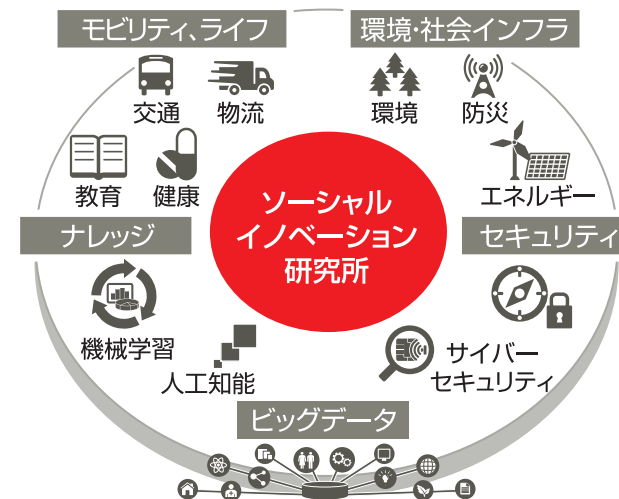 モビリティ、ライフ
環境・社会インフラ
交通
物流
環境
防災
教育
健康
エネルギー
ソーシャル
イノベーション
研究所
ナレッジ
セキュリティ
機械学習
人工知能
サイバー
セキュリティ
ビッグデータ